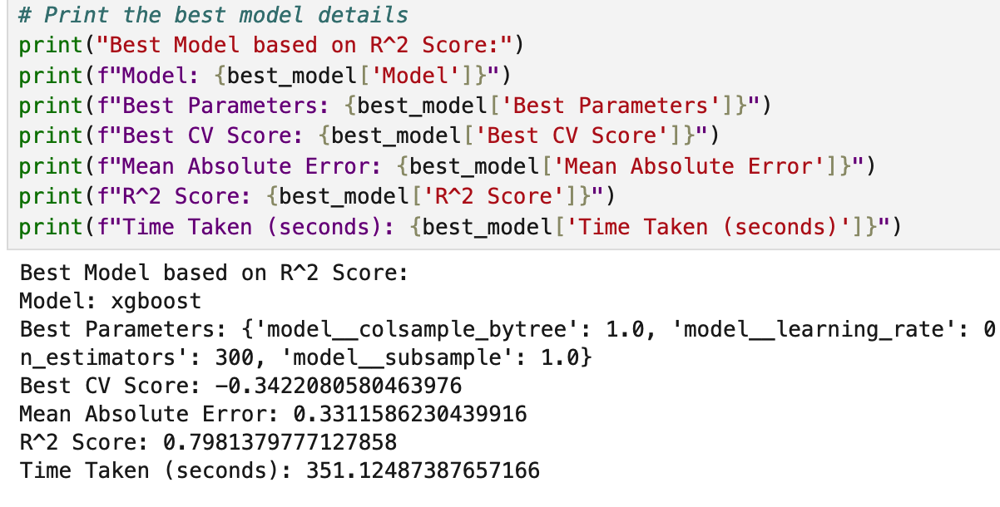 # Print the best model details
print("Best Model based on R^2 Score:")
print(f"Model: {best_model['Model']}")
print(f"Best Parameters: {best_model['Best Parameters']}")
print(f"Best CV Score: {best_model['Best CV Score']}")
print(f"Mean Absolute Error: {best_model['Mean Absolute Error']}")
print(f"R^2 Score: {best_model['R^2 Score']}")
print(f"Time Taken (seconds): {best_model['Time Taken (seconds)']}")
Best Model based on R^2 Score:
Model: xgboost
Best Parameters: {'model__colsample_bytree': 1.0, 'model__learning_rate': 0
n_estimators': 300, 'model__subsample': 1.0}
Best CV Score: -0.3422080580463976
Mean Absolute Error: 0.3311586230439916
R^2 Score: 0.7981379777127858
Time Taken (seconds): 351.12487387657166